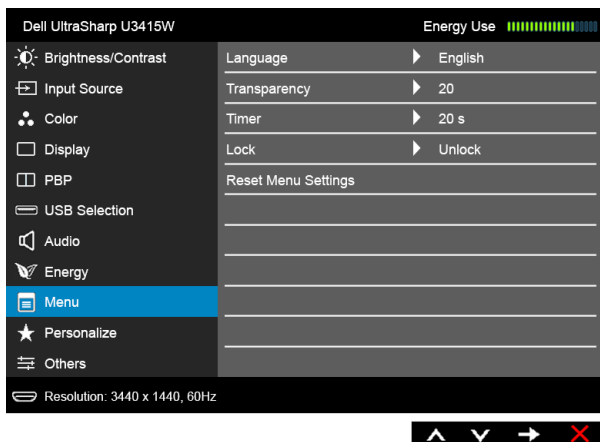 Dell UltraSharp U3415W Energy Use
Brightness/Contrast Language English
Input Source Transparency 20
Color Timer 20 s
Display Lock Unlock
PBP Reset Menu Settings
USB Selection
Audio
Energy
Menu
Personalize
Others
Resolution: 3440 x 1440, 60Hz